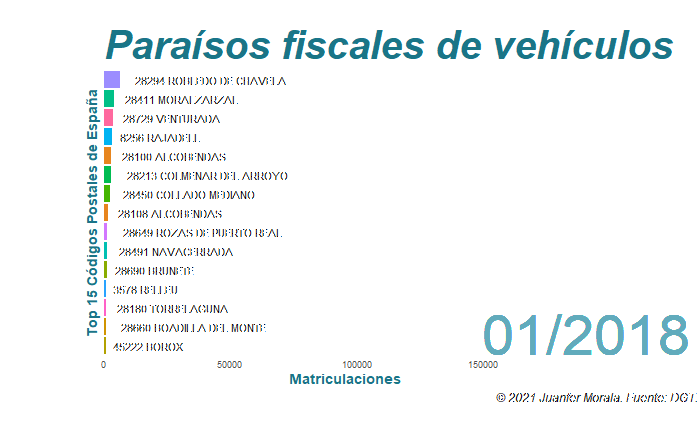 Paraísos fiscales de vehículos
Top 15 Códigos Postales de España
28294 ROBLEDO DE CHAVELA
28411 MORALZARZAL
28729 VENTURADA
8256 RAJADELL
28100 ALCOBENDAS
28213 COLMENAR DEL ARROYO
28450 COLLADO MEDIANO
28108 ALCOBENDAS
28649 ROZAS DE PUERTO REAL
28491 NAVACERRADA
28690 BRUNETE
3578 RELLEU
28180 TORRELAGUNA
28660 BOADILLA DEL MONTE
45222 BOROX
01/2018
0 50000 100000 150000
Matriculaciones
© 2021 Juanfer Morala. Fuente: DGT.